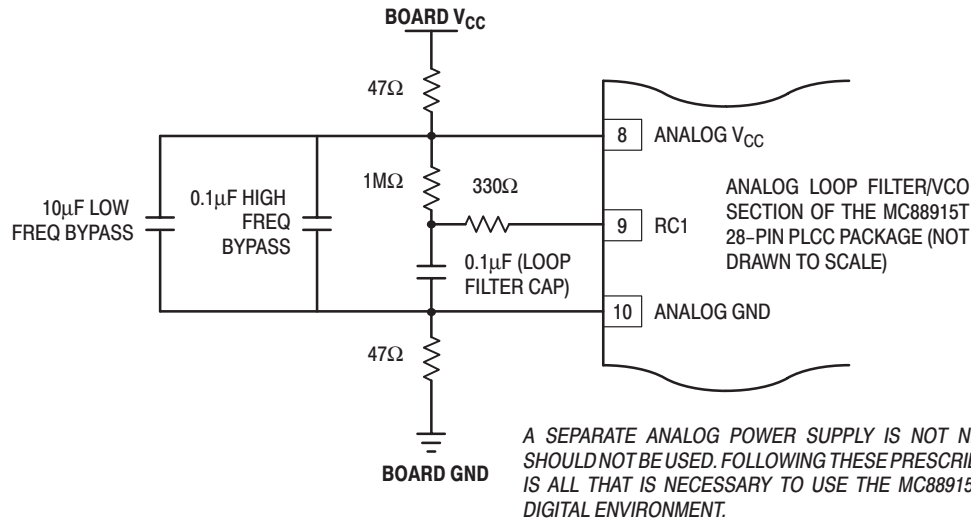 BOARD VCC
47Ω
8 ANALOG VCC
1MΩ
330Ω
10µF LOW
FREQ BYPASS
0.1µF HIGH
FREQ
BYPASS
9 RC1
ANALOG LOOP FILTER/VCO
SECTION OF THE MC88915T
28–PIN PLCC PACKAGE (NOT
DRAWN TO SCALE)
0.1µF (LOOP
FILTER CAP)
10 ANALOG GND
47Ω
BOARD GND
A SEPARATE ANALOG POWER SUPPLY IS NOT
SHOULD NOT BE USED. FOLLOWING THESE
IS ALL THAT IS NECESSARY TO USE THE
DIGITAL ENVIRONMENT.